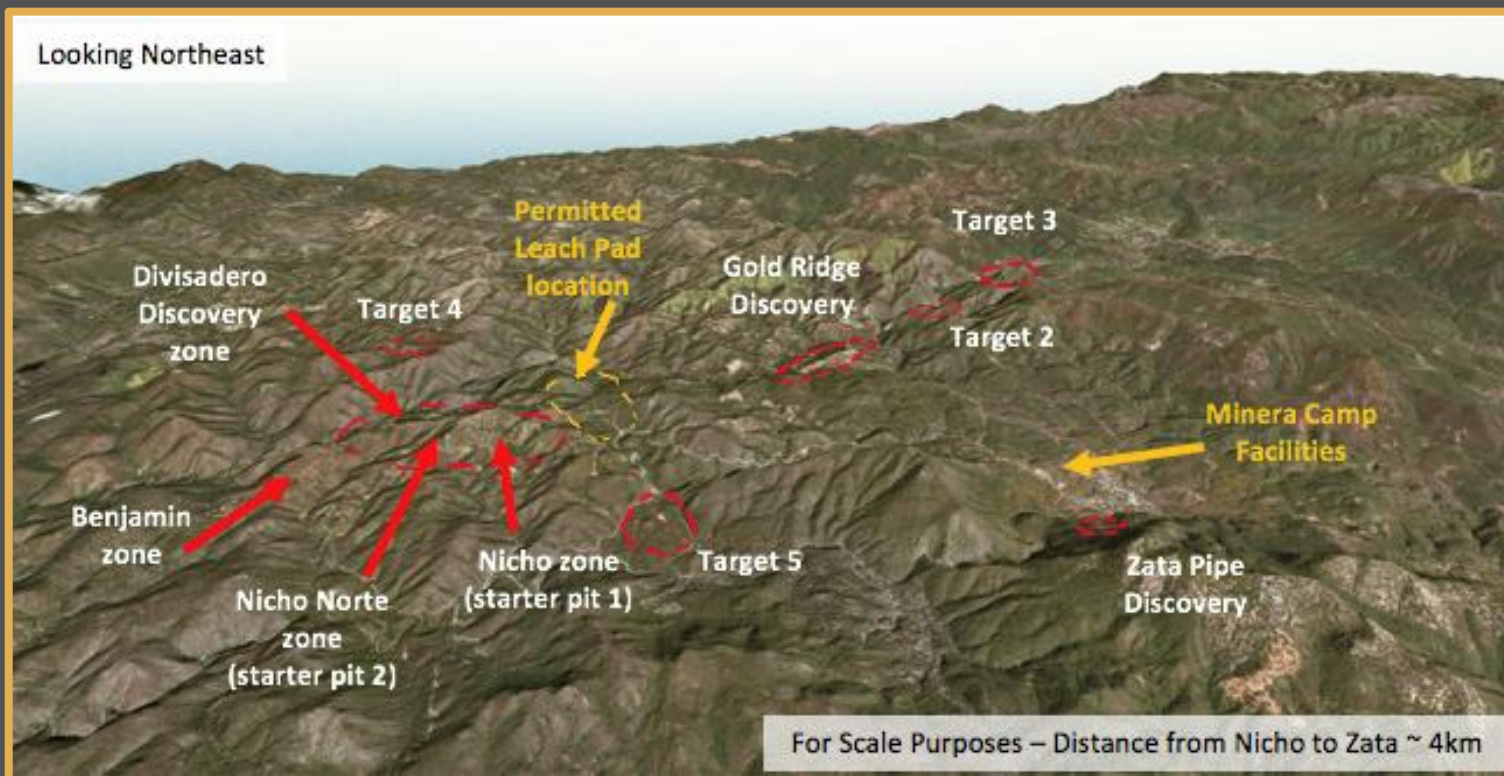 Looking Northeast
Permitted
Leach Pad
location
Target 3
Divisadero
Discovery
zone
Gold Ridge
Discovery
Target 4
Target 2
Minera Camp
Facilities
Benjamin
zone
Nicho zone
(starter pit 1)
Target 5
Zata Pipe
Discovery
Nicho Norte
zone
(starter pit 2)
For Scale Purposes – Distance from Nicho to Zata ~ 4km